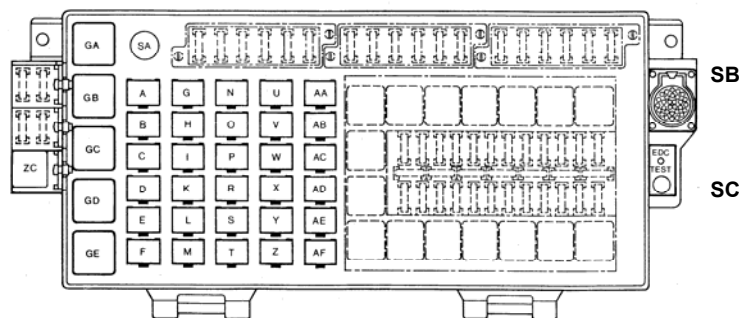 GA SA
SB
GB A G N U AA
B H O V AB
GC C I P W AC
ZC
EDC
TEST
D K R X AD
SC
GD
E L S Y AE
GE F M T Z AF